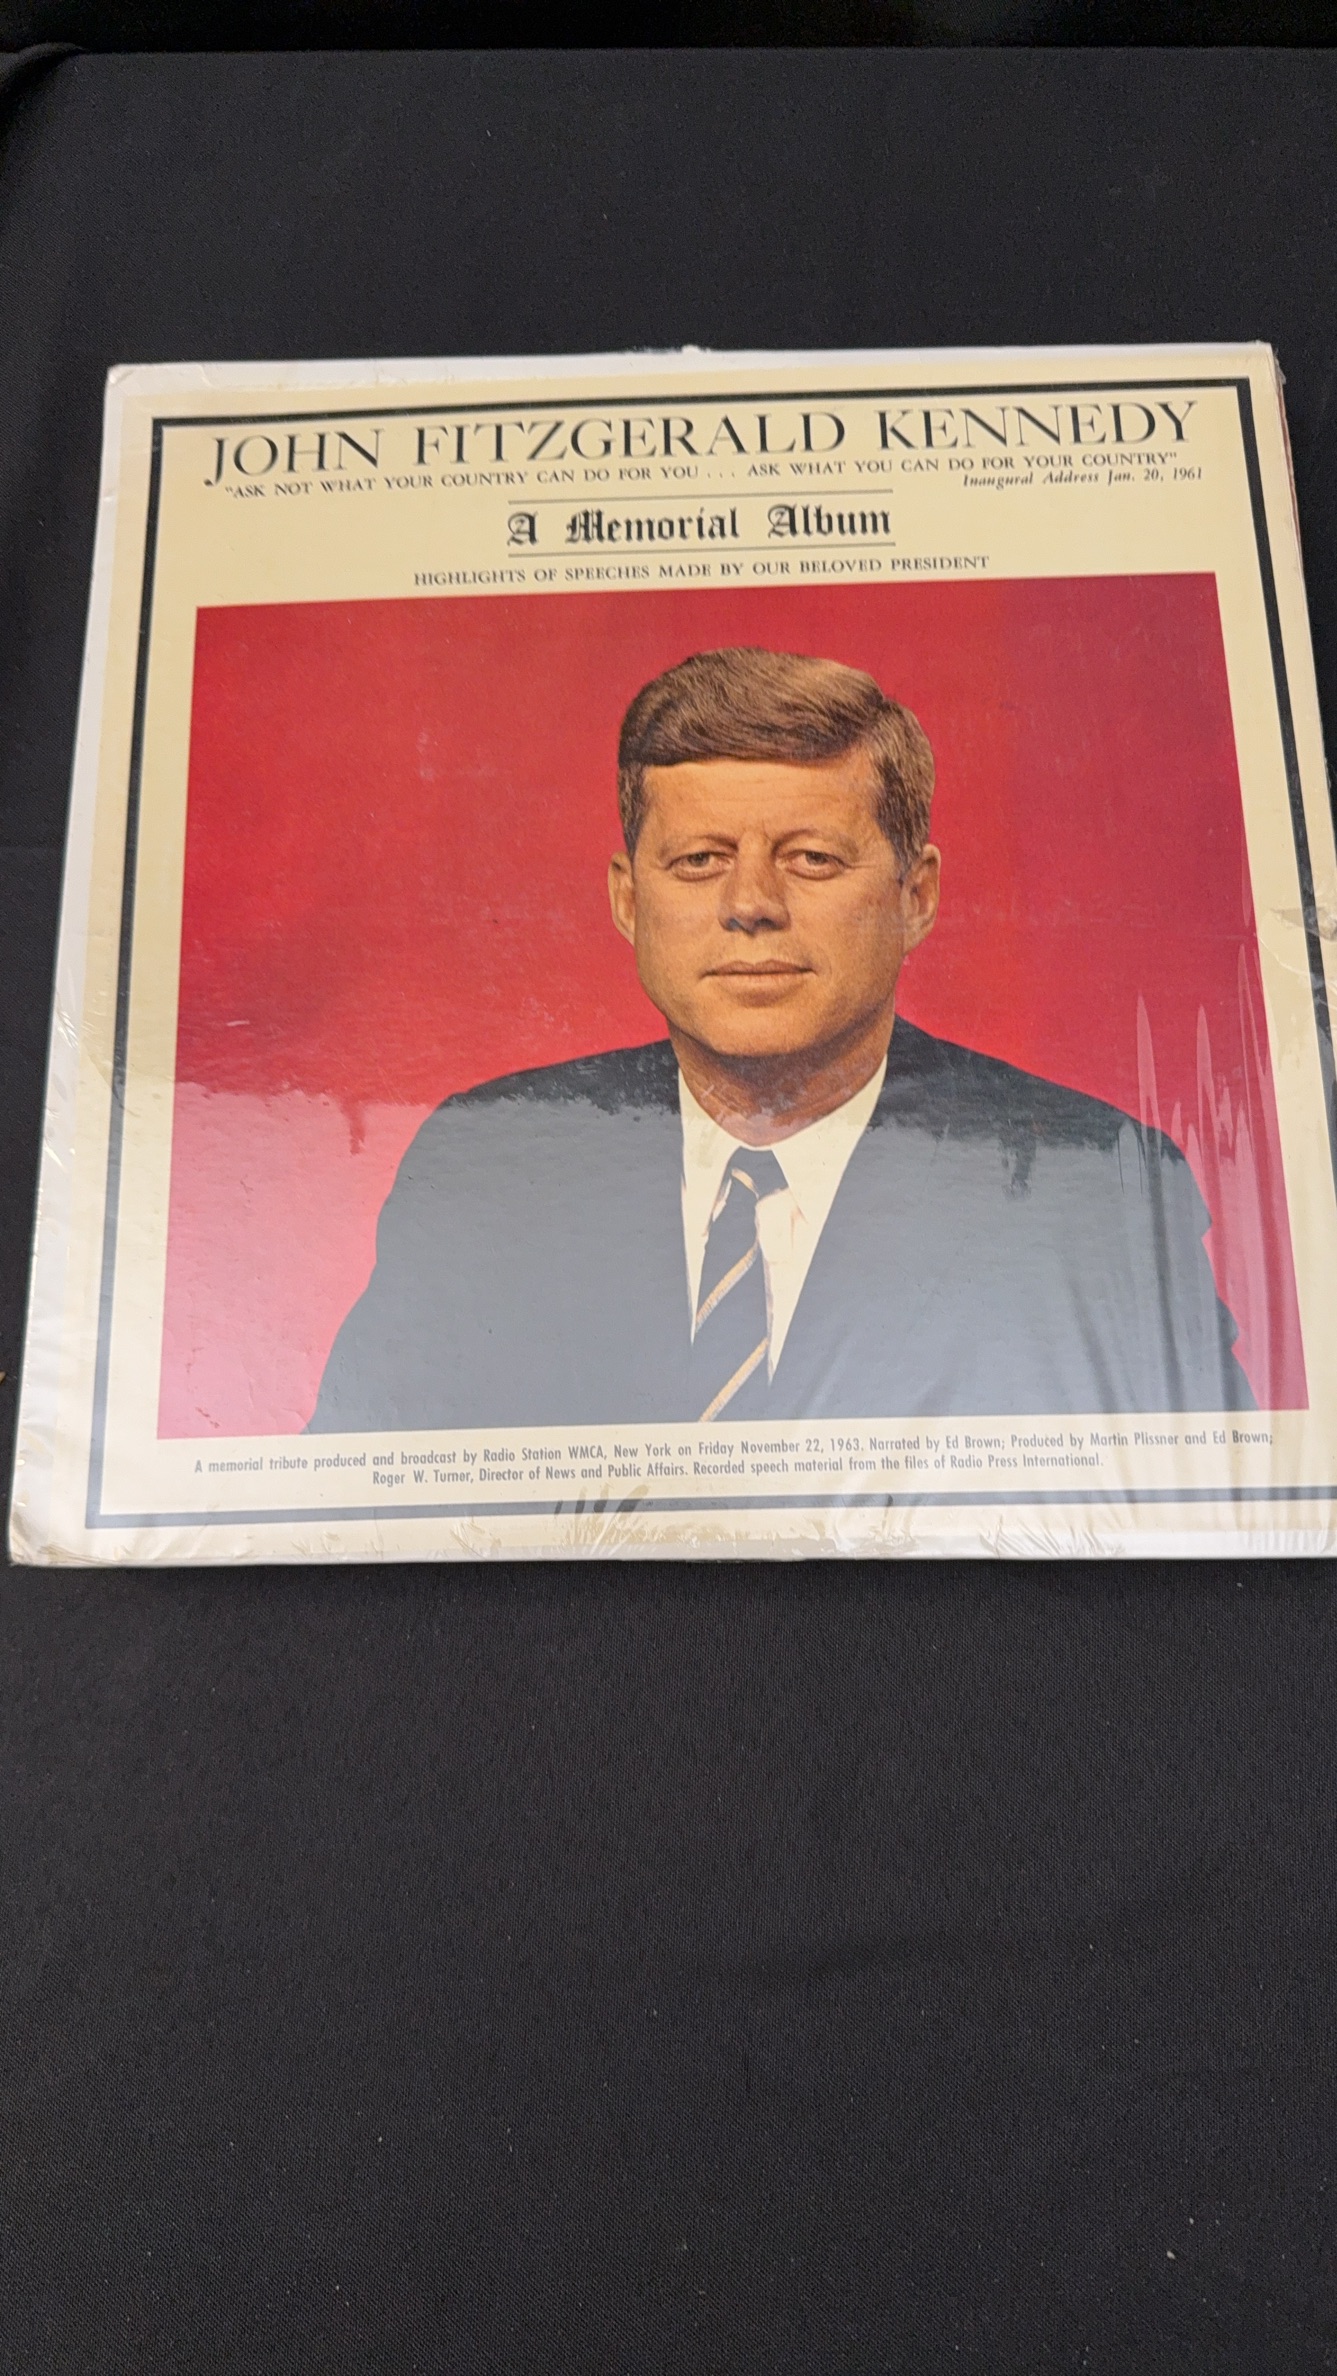 JOHN FITZGERALD KENNEDY
"ASK NOT WHAT YOUR COUNTRY CAN DO FOR YOU . . . ASK WHAT YOU CAN DO FOR YOUR COUNTRY"
Inaugural Address Jan. 20, 1961
A Memorial Album
HIGHLIGHTS OF SPEECHES MADE BY OUR BELOVED PRESIDENT
A memorial tribute produced and broadcast by Radio Station WMCA, New York on Friday November 22, 1963. Narrated by Ed Brown; Produced by Martin Plissner and Ed Brown;
Roger W. Turner, Director of News and Public Affairs. Recorded speech material from the files of Radio Press International.